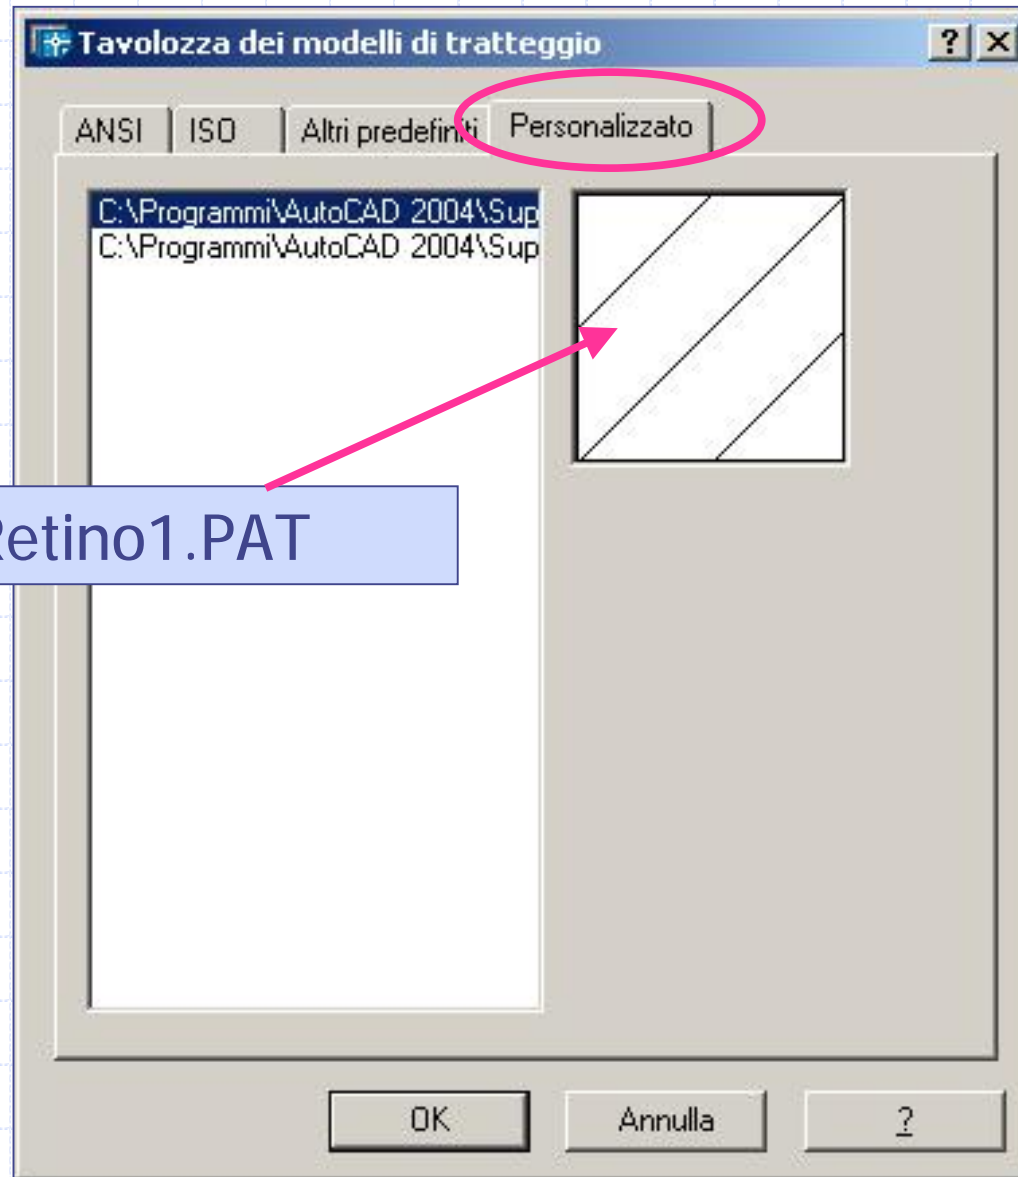 Tavolozza dei modelli di tratteggio
ANSI ISO Altri predefiniti Personalizzato
C:\Programmi\AutoCAD 2004\Sup
C:\Programmi\AutoCAD 2004\Sup
Retino1.PAT
OK Annulla ?